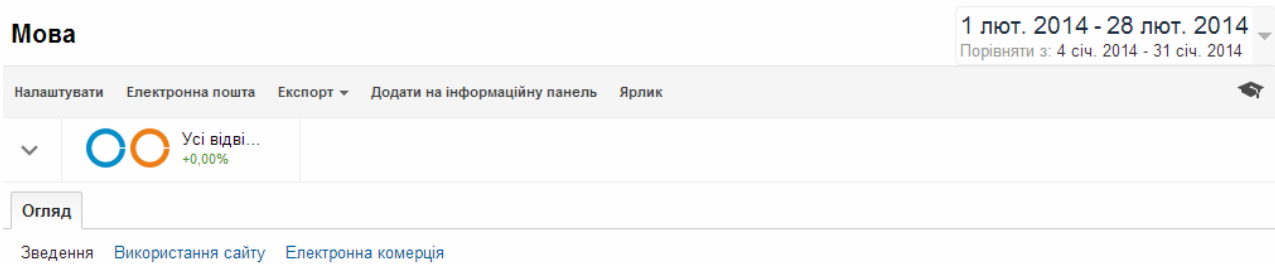 Мова
1 лют. 2014 - 28 лют. 2014
Порівняти з: 4 січ. 2014 - 31 січ. 2014
Налаштувати Електронна пошта Експорт Додати на інформаційну панель Ярлик
Усі відві...
+0,00%
Огляд
Зведення Використання сайту Електронна комерція